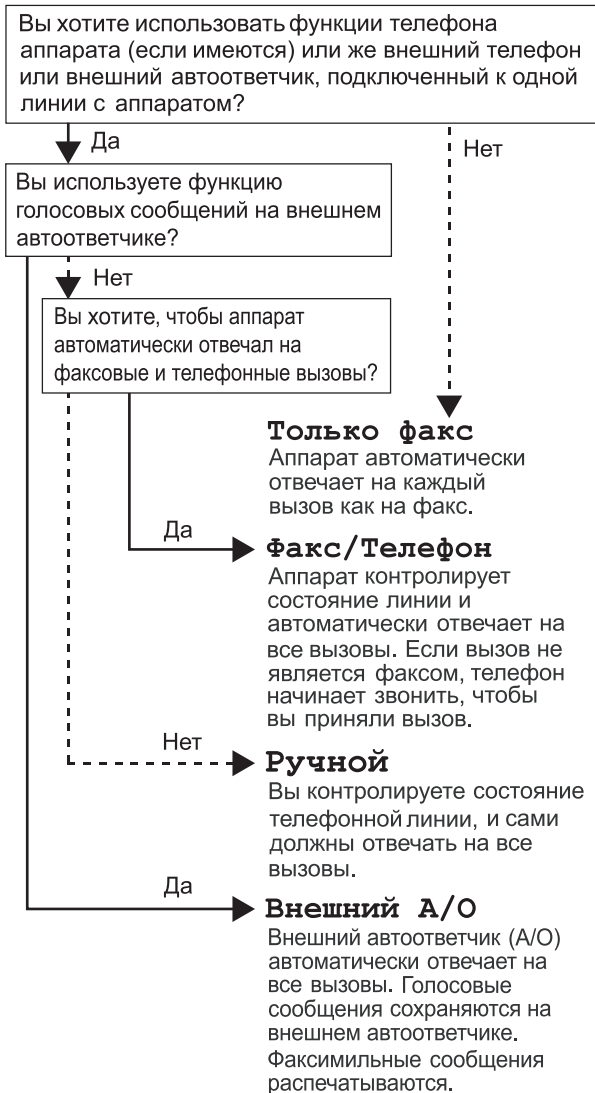 Вы хотите использовать функции телефона
аппарата (если имеются) или же внешний телефон
или внешний автоответчик, подключенный к одной
линии с аппаратом?
Да
Нет
Вы используете функцию
голосовых сообщений на внешнем
автоответчике?
Нет
Вы хотите, чтобы аппарат
автоматически отвечал на
факсовые и телефонные вызовы?
Только факс
Аппарат автоматически
отвечает на каждый
вызов как на факс.
Да
Факс/Телефон
Аппарат контролирует
состояние линии и
автоматически отвечает на
все вызовы. Если вызов не
является факсом, телефон
начинает звонить, чтобы
вы приняли вызов.
Нет
Ручной
Вы контролируете состояние
телефонной линии, и сами
должны отвечать на все
вызовы.
Да
Внешний А/О
Внешний автоответчик (А/О)
автоматически отвечает на
все вызовы. Голосовые
сообщения сохраняются на
внешнем автоответчике.
Факсимильные сообщения
распечатываются.